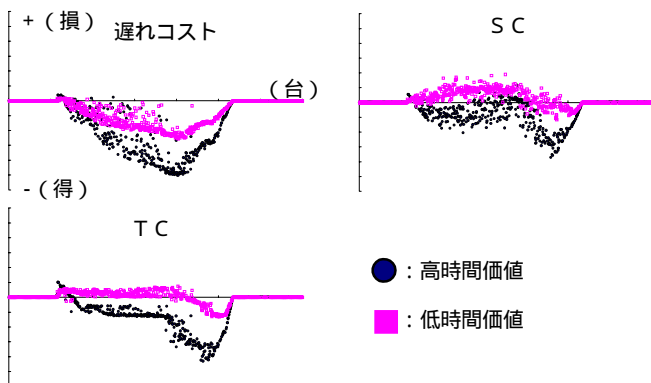 +（損）
遅れコスト
ＳＣ
（台）
-（得）
ＴＣ
：高時間価値
：低時間価値